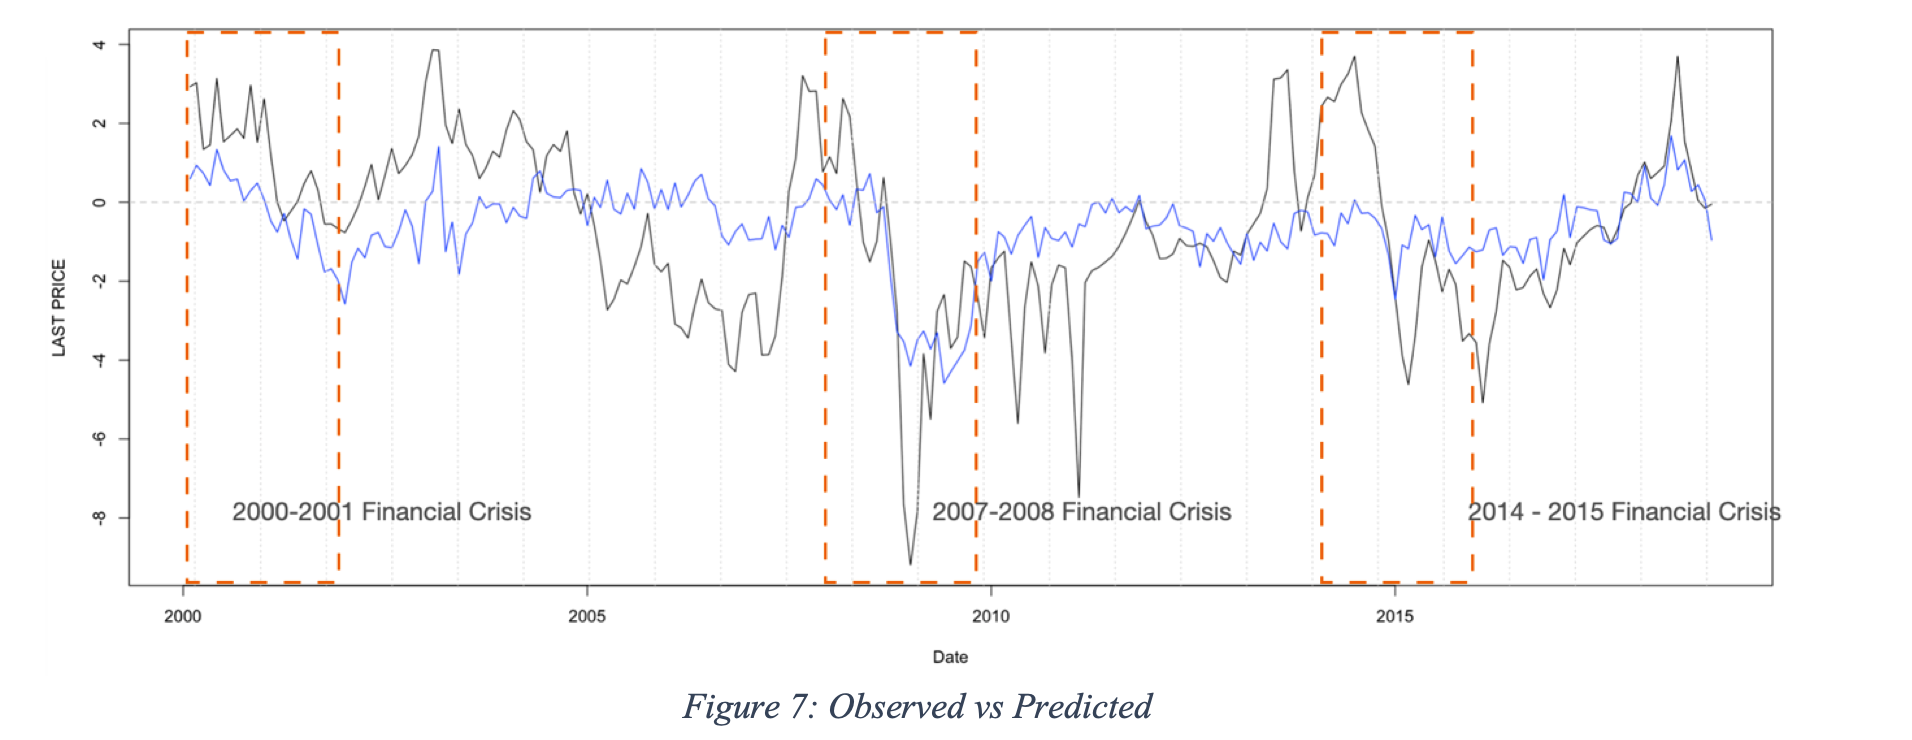 4
2
0
2
-4
-6
-8
LAST PRICE
2000-2001 Financial Crisis
2007-2008 Financial Crisis
2014 - 2015 Financial Crisis
2000
2005
2010
2015
Date
Figure 7: Observed vs Predicted